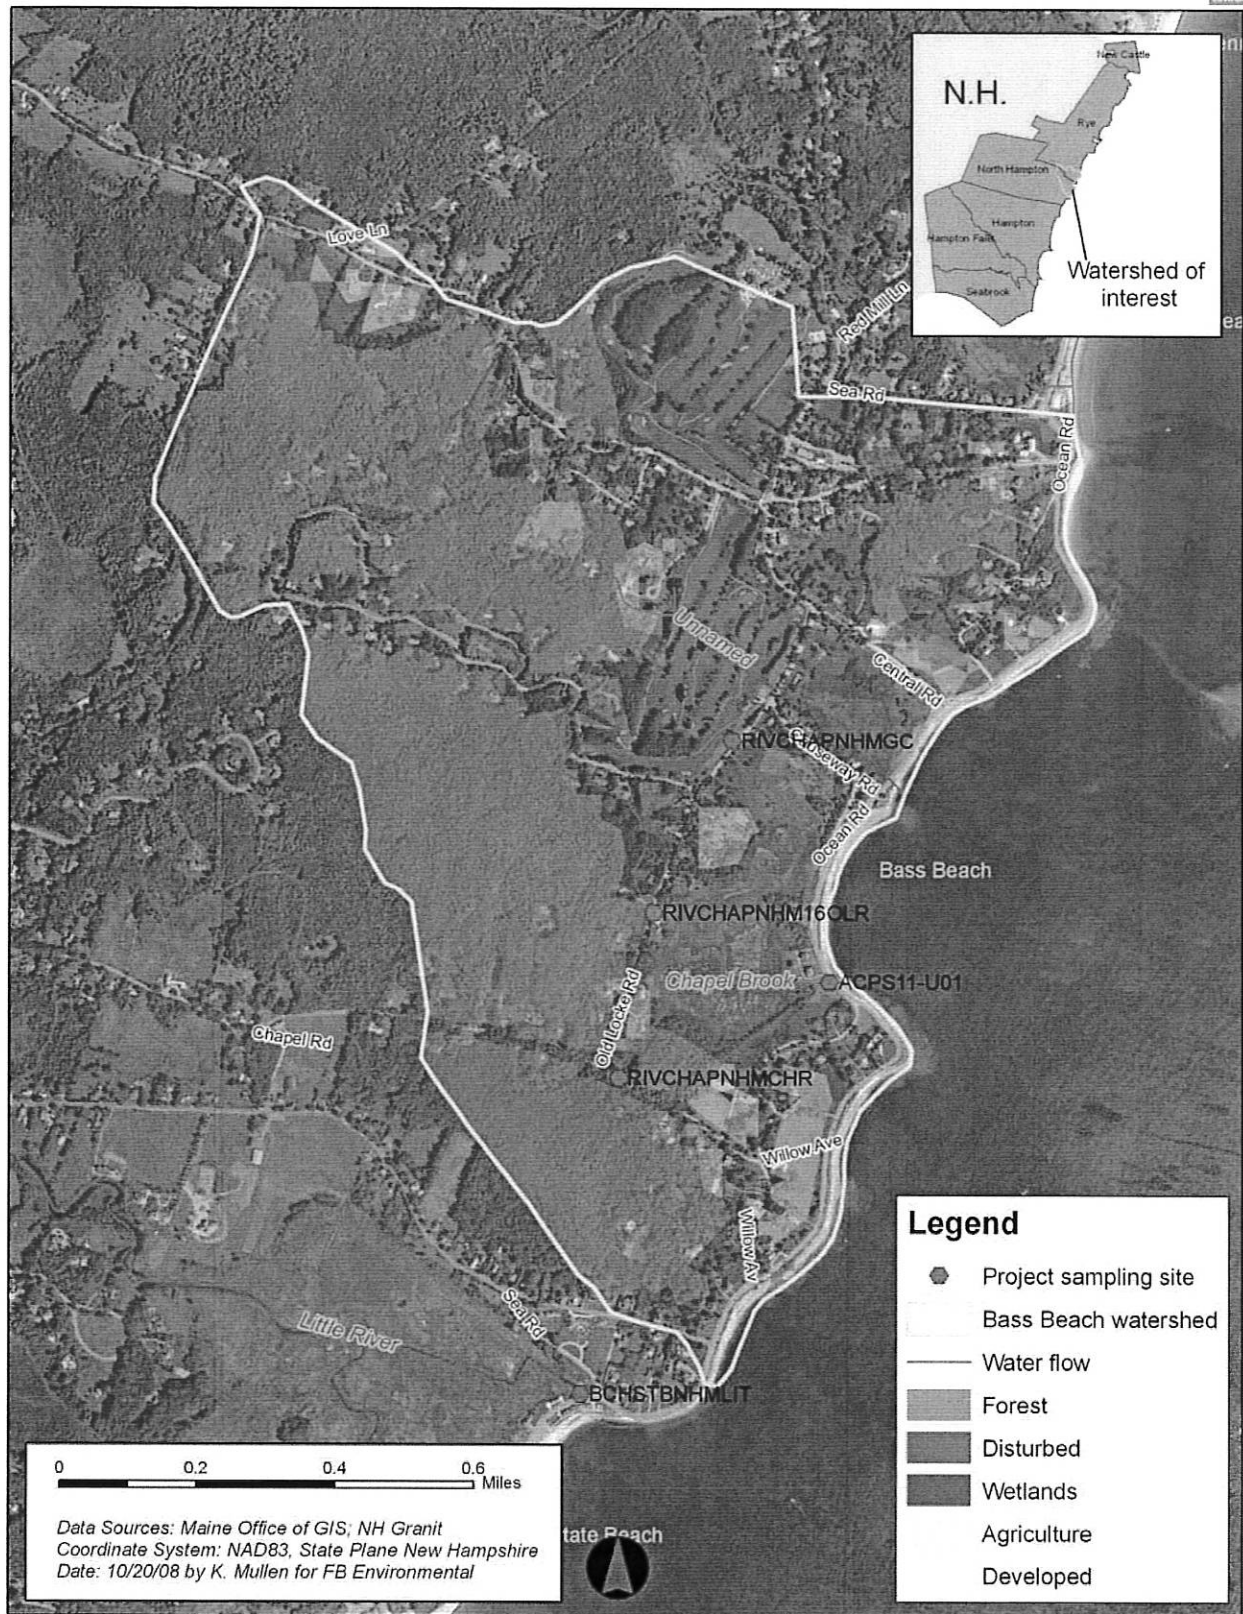 New Castle
N.H.
Rye
North Hampton
Hampton
Hampton Falls
Seabrook
Watershed of
interest
Love Ln
Red Mill Ln
Sea Rd
Ocean Rd
Unnamed
Central Rd
RIVCHAPNHMGC
Causeway Rd
Ocean Rd
Bass Beach
RIVCHAPNHM16OLR
Chapel Brook
ACPS11-U01
Old Locke Rd
Chapel Rd
RIVCHAPNHMCHR
Willow Ave
Willow Av
Sea Rd
Little River
BCHSTBNHMLIT
Legend
Project sampling site
Bass Beach watershed
Water flow
Forest
Disturbed
Wetlands
Agriculture
Developed
0 0.2 0.4 0.6
Miles
Data Sources: Maine Office of GIS; NH Granit
Coordinate System: NAD83, State Plane New Hampshire
Date: 10/20/08 by K. Mullen for FB Environmental
tate Beach